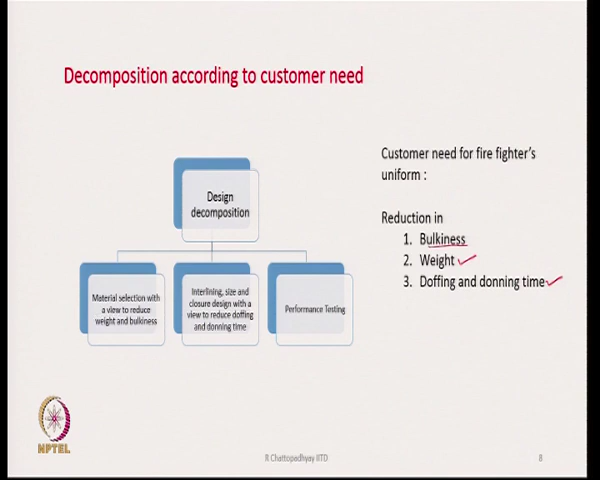 Decomposition according to customer need
Design
decomposition
Material selection with
a view to reduce
weight and bulkiness
Interlining, size and
closure design with a
view to reduce doffing
and donning time
Performance Testing
Customer need for fire fighter's
uniform :
Reduction in
1. Bulkiness
2. Weight
3. Doffing and donning time
NPTEL
R Chattopadhyay IITD
8